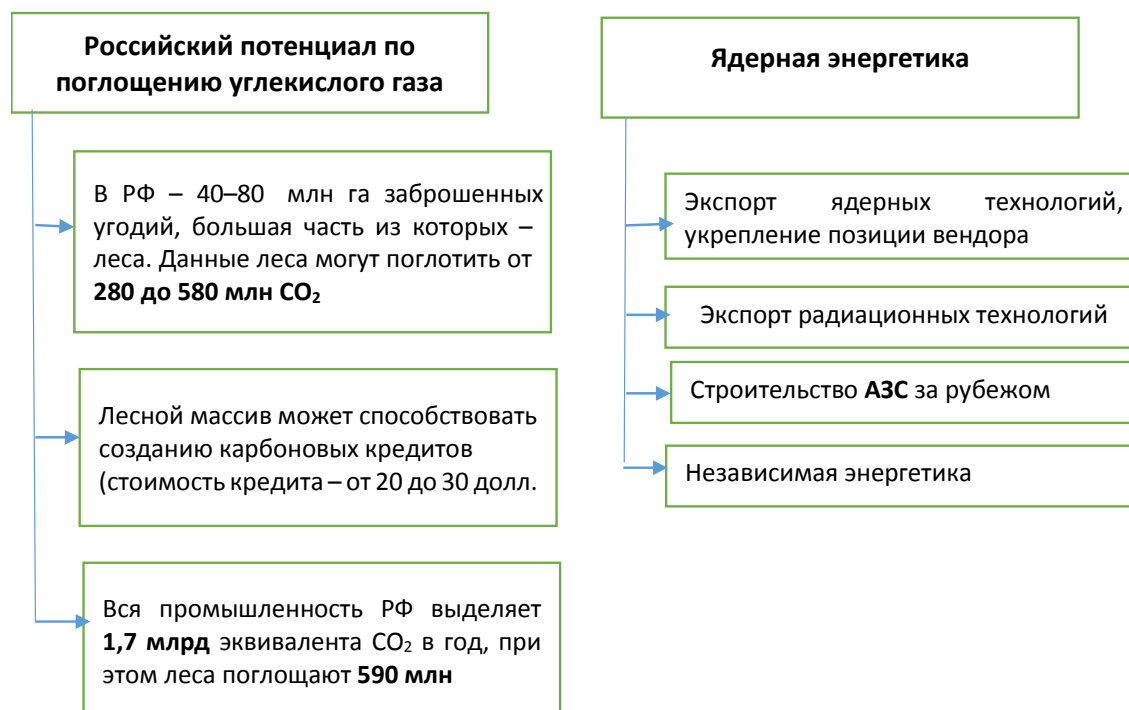 Российский потенциал по
поглощению углекислого газа
В РФ – 40–80 млн га заброшенных
угодий, большая часть из которых –
леса. Данные леса могут поглотить от
280 до 580 млн CO₂
Лесной массив может способствовать
созданию карбоновых кредитов
(стоимость кредита – от 20 до 30 долл.
Вся промышленность РФ выделяет
1,7 млрд эквивалента CO₂ в год, при
этом леса поглощают 590 млн
Ядерная энергетика
Экспорт ядерных технологий,
укрепление позиции вендора
Экспорт радиационных технологий
Строительство АЗС за рубежом
Независимая энергетика